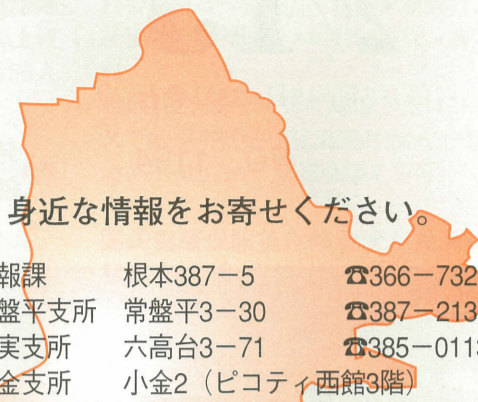 身近な情報をお寄せください。
報課 根本387−5 ☎366−732
盤平支所 常盤平3−30 ☎387−213
実支所 六高台3−71 ☎385−0113
金支所 小金2（ピコティ西館3階）